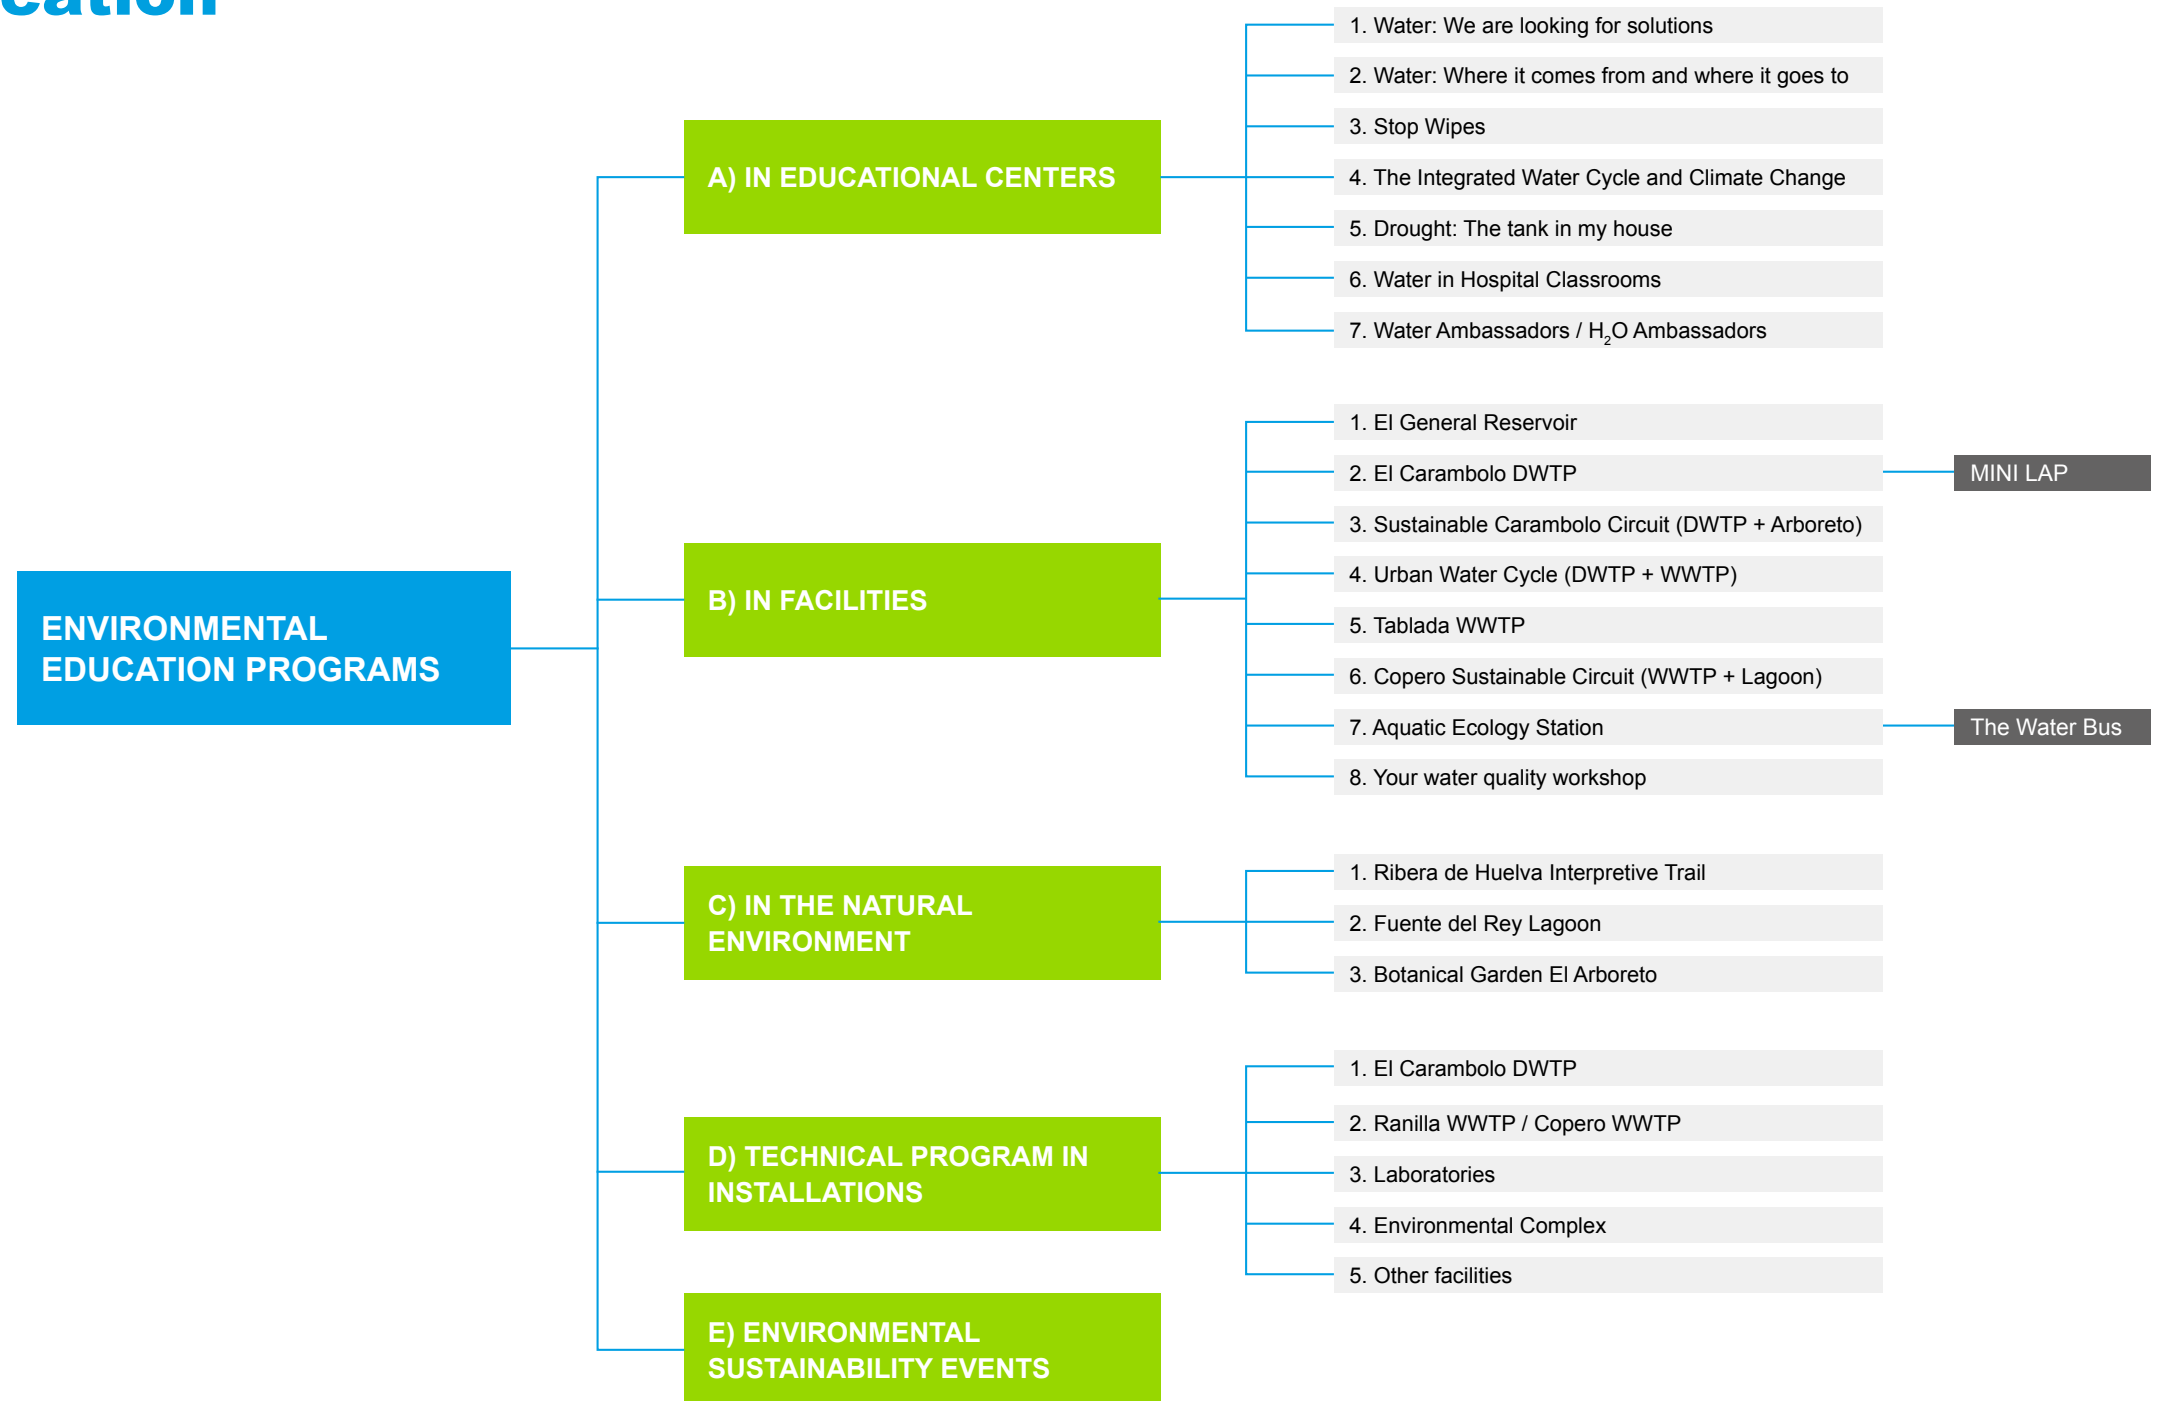 ENVIRONMENTAL
EDUCATION PROGRAMS
A) IN EDUCATIONAL CENTERS
1. Water: We are looking for solutions
2. Water: Where it comes from and where it goes to
3. Stop Wipes
4. The Integrated Water Cycle and Climate Change
5. Drought: The tank in my house
6. Water in Hospital Classrooms
7. Water Ambassadors / H₂O Ambassadors
B) IN FACILITIES
1. El General Reservoir
2. El Carambolo DWTP
MINI LAP
3. Sustainable Carambolo Circuit (DWTP + Arboreto)
4. Urban Water Cycle (DWTP + WWTP)
5. Tablada WWTP
6. Copero Sustainable Circuit (WWTP + Lagoon)
7. Aquatic Ecology Station
The Water Bus
8. Your water quality workshop
C) IN THE NATURAL
ENVIRONMENT
1. Ribera de Huelva Interpretive Trail
2. Fuente del Rey Lagoon
3. Botanical Garden El Arboreto
D) TECHNICAL PROGRAM IN
INSTALLATIONS
1. El Carambolo DWTP
2. Ranilla WWTP / Copero WWTP
3. Laboratories
4. Environmental Complex
5. Other facilities
E) ENVIRONMENTAL
SUSTAINABILITY EVENTS